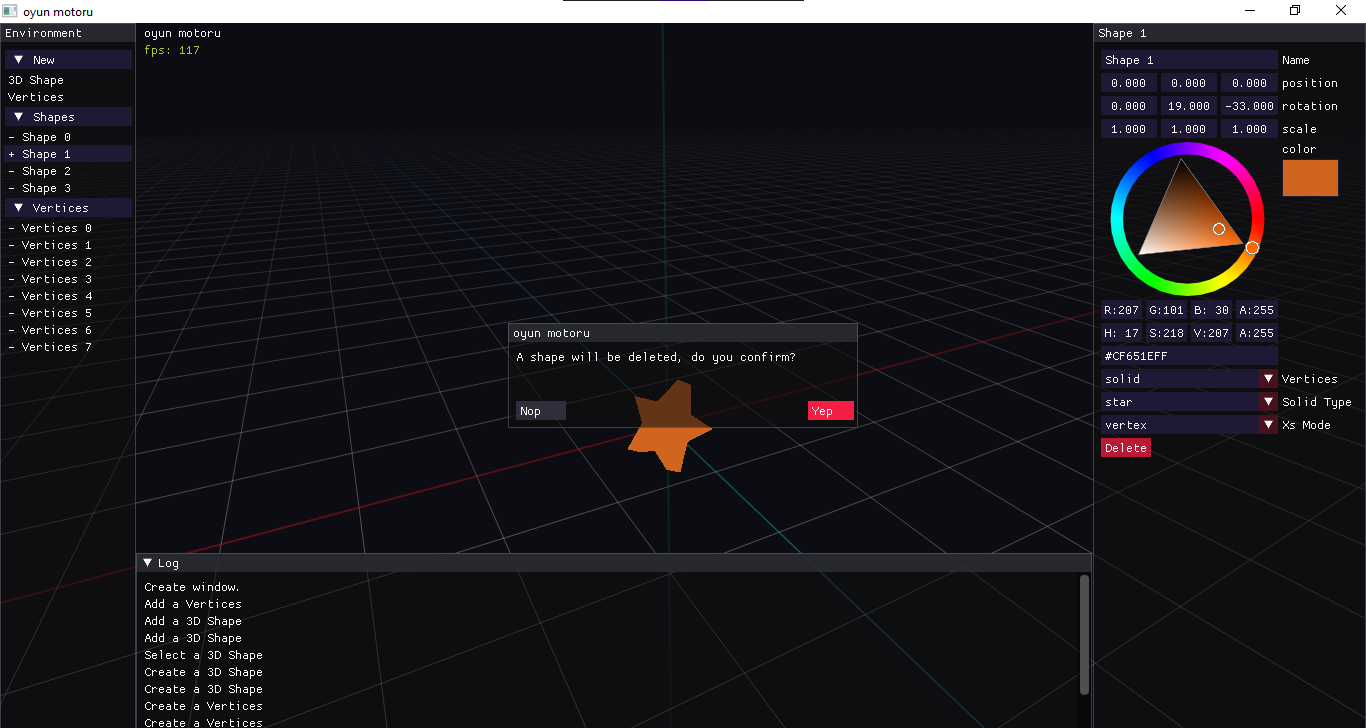 oyun motoru
Environment
▼ New
3D Shape
Vertices
▼ Shapes
- Shape 0
+ Shape 1
- Shape 2
- Shape 3
▼ Vertices
- Vertices 0
- Vertices 1
- Vertices 2
- Vertices 3
- Vertices 4
- Vertices 5
- Vertices 6
- Vertices 7
oyun motoru
fps: 117
oyun motoru
A shape will be deleted, do you confirm?
Nop Yep
▼ Log
Create window.
Add a Vertices
Add a 3D Shape
Add a 3D Shape
Select a 3D Shape
Create a 3D Shape
Create a 3D Shape
Create a Vertices
Create a Vertices
Shape 1
Shape 1 Name
0.000 0.000 0.000 position
0.000 19.000 -33.000 rotation
1.000 1.000 1.000 scale
color
R:207 G:101 B: 30 A:255
H: 17 S:218 V:207 A:255
#CF651EFF
solid ▼ Vertices
star ▼ Solid Type
vertex ▼ Xs Mode
Delete